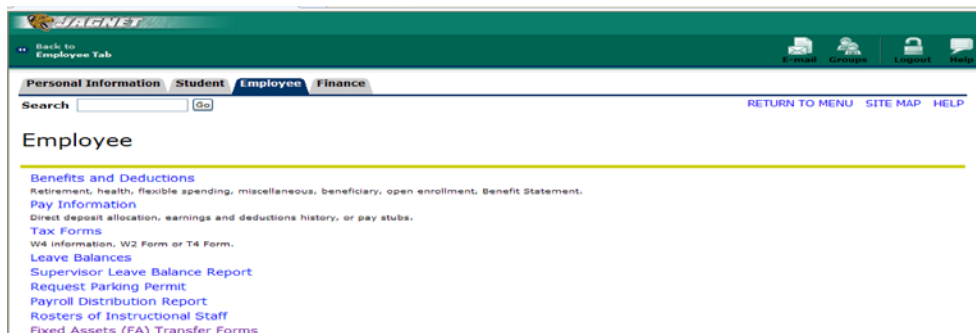 JAGNET
Back to
Employee Tab
E-mail Groups Logout Help
Personal Information Student Employee Finance
Search Go
RETURN TO MENU SITE MAP HELP
Employee
Benefits and Deductions
Retirement, health, flexible spending, miscellaneous, beneficiary, open enrollment, Benefit Statement.
Pay Information
Direct deposit allocation, earnings and deductions history, or pay stubs.
Tax Forms
W4 information, W2 Form or T4 Form.
Leave Balances
Supervisor Leave Balance Report
Request Parking Permit
Payroll Distribution Report
Rosters of Instructional Staff
Fixed Assets (FA) Transfer Forms